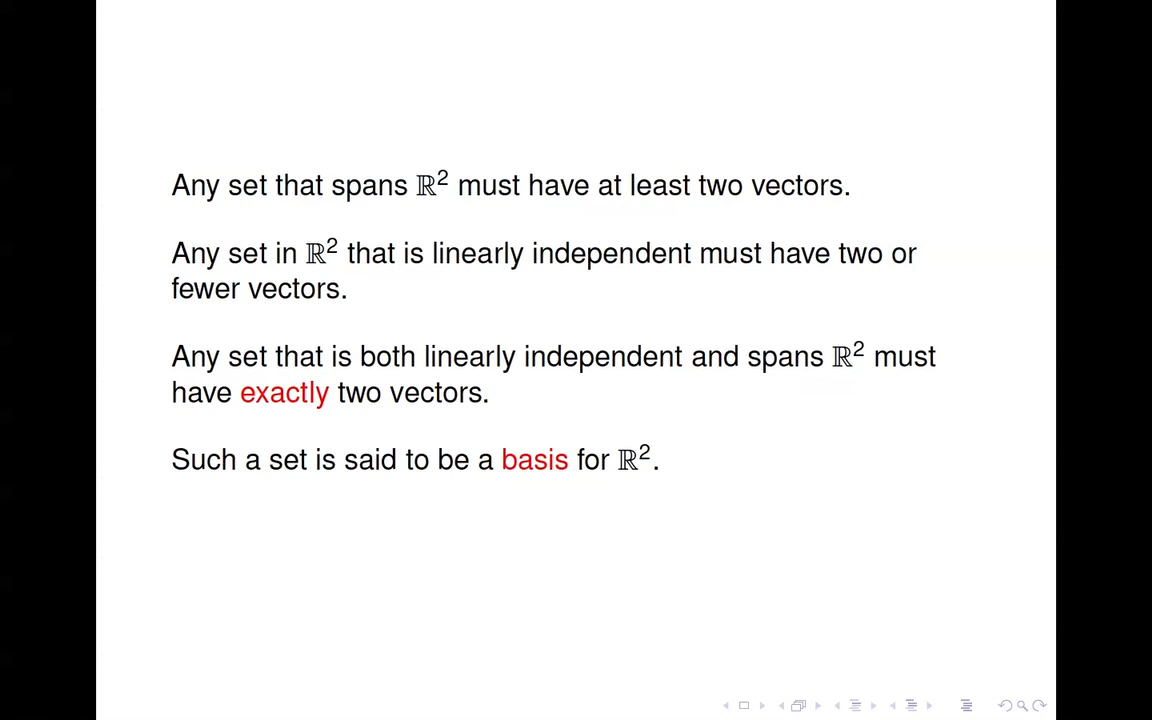 Any set that spans ℝ² must have at least two vectors.
Any set in ℝ² that is linearly independent must have two or
fewer vectors.
Any set that is both linearly independent and spans ℝ² must
have exactly two vectors.
Such a set is said to be a basis for ℝ².